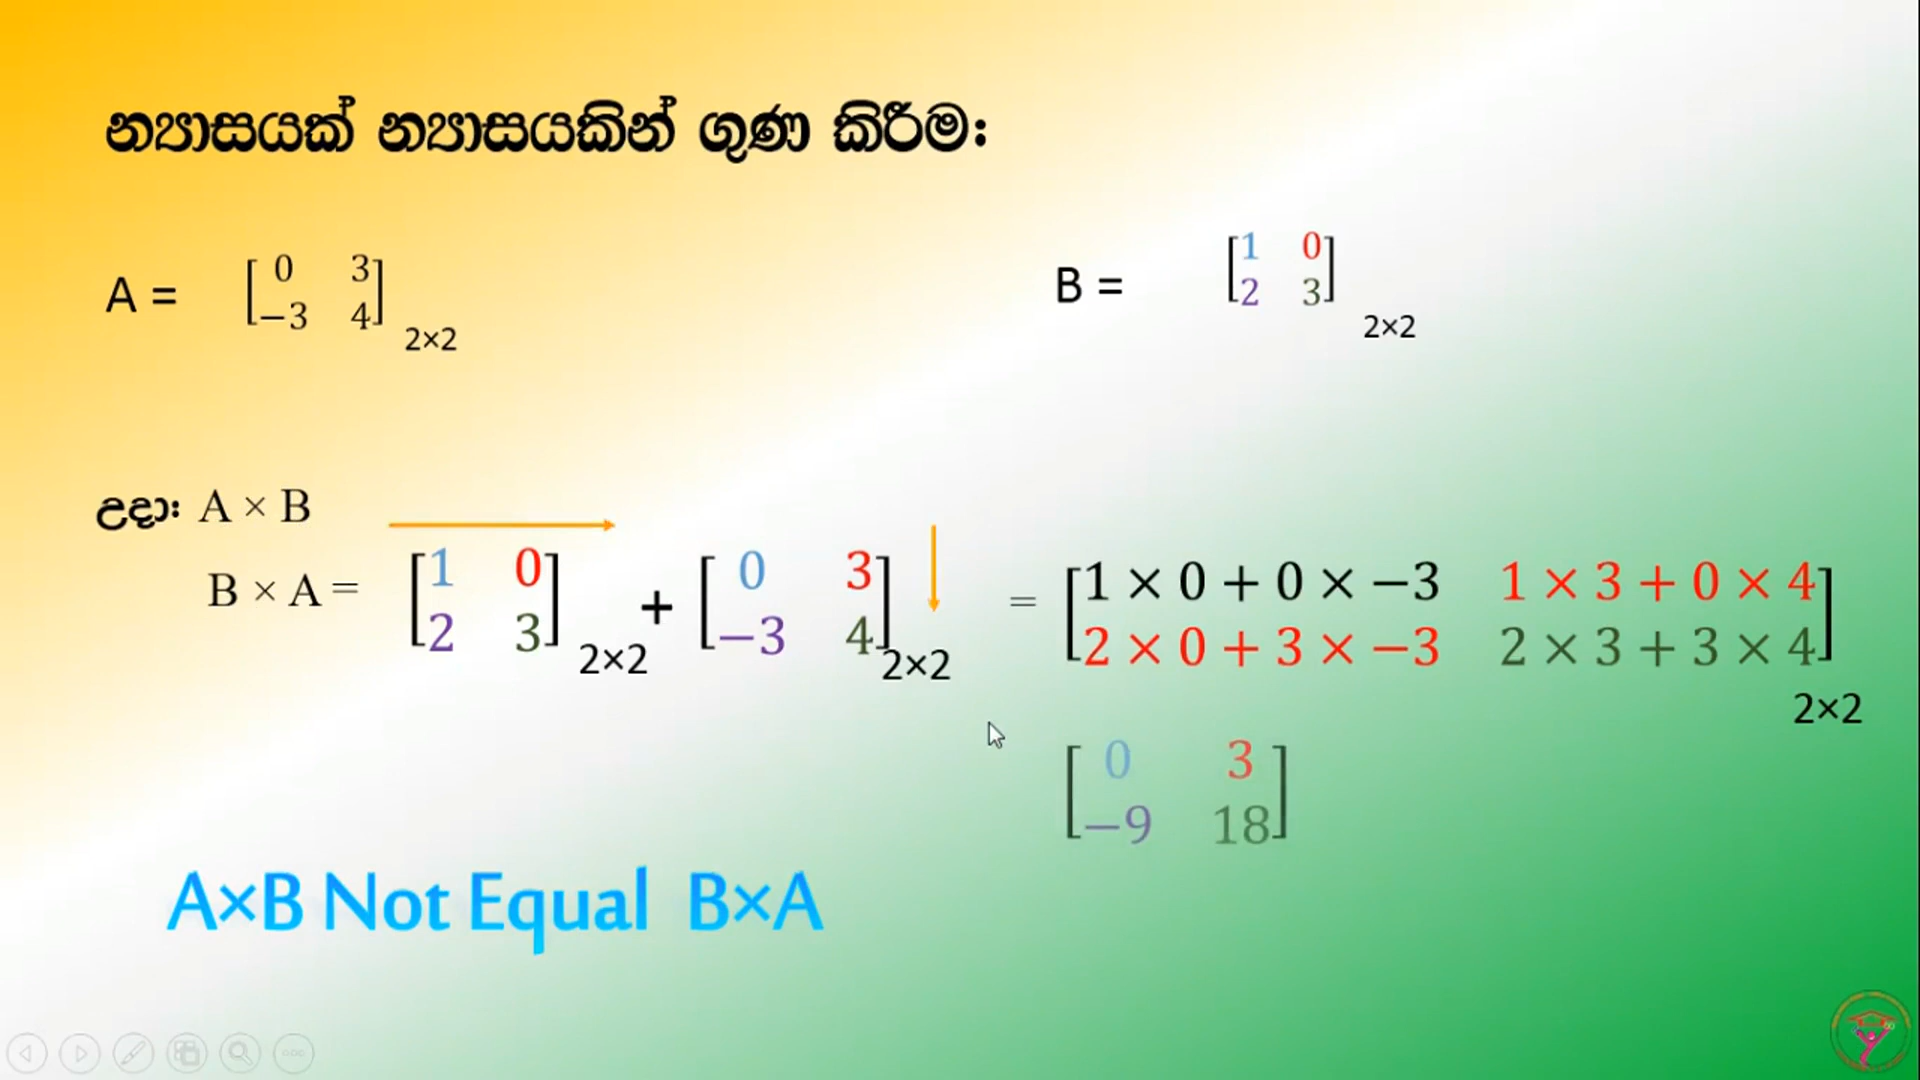 න්‍යාසයක් න්‍යාසයකින් ගුණ කිරීම:
A = [0 3
−3 4] 2×2
B = [1 0
2 3] 2×2
උදා: A × B
B × A = [1 0
2 3] 2×2 + [0 3
−3 4] 2×2 = [1 × 0 + 0 × −3 1 × 3 + 0 × 4
2 × 0 + 3 × −3 2 × 3 + 3 × 4] 2×2
[0 3
−9 18]
A×B Not Equal B×A